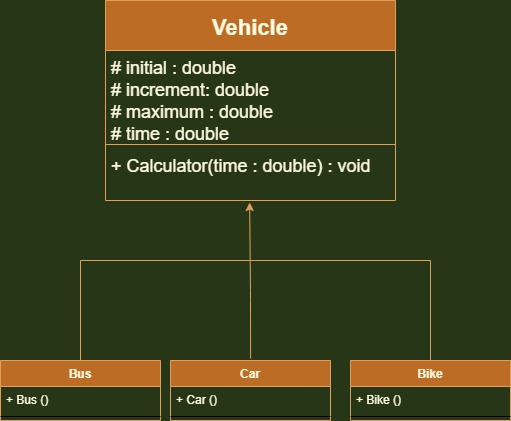 Vehicle
# initial : double
# increment: double
# maximum : double
# time : double
+ Calculator(time : double) : void
Bus
+ Bus ()
Car
+ Car ()
Bike
+ Bike ()